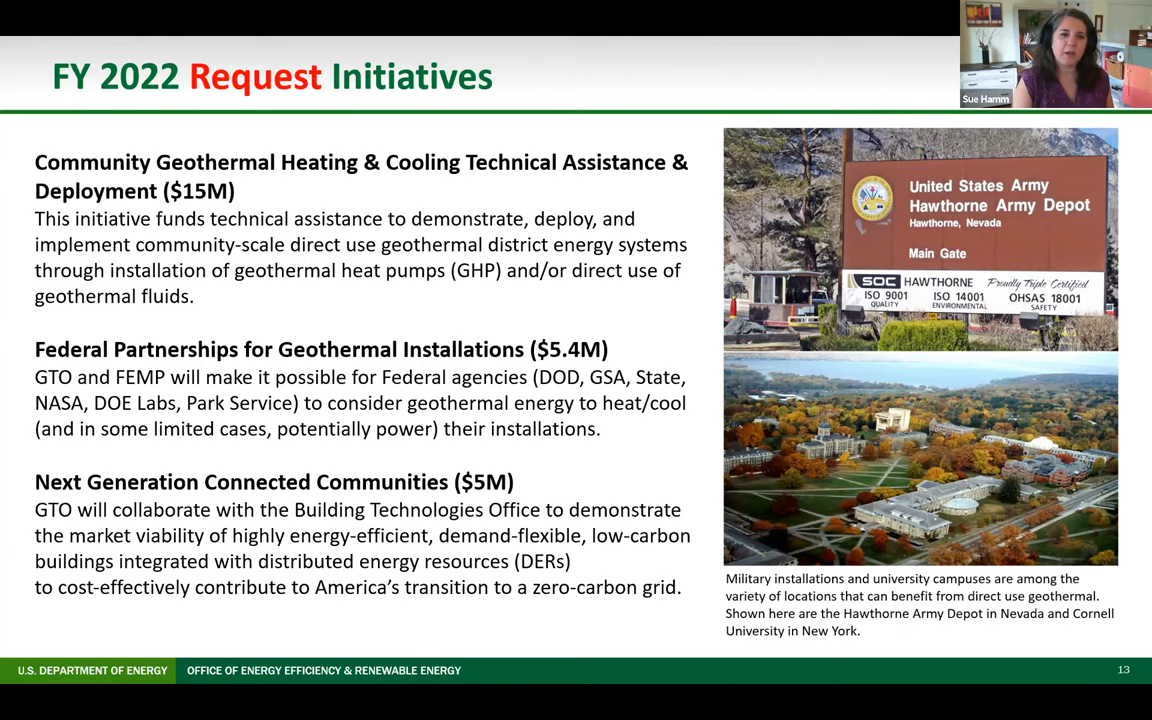 FY 2022 Request Initiatives
Sue Hamm
Community Geothermal Heating & Cooling Technical Assistance &
Deployment ($15M)
This initiative funds technical assistance to demonstrate, deploy, and
implement community-scale direct use geothermal district energy systems
through installation of geothermal heat pumps (GHP) and/or direct use of
geothermal fluids.
Federal Partnerships for Geothermal Installations ($5.4M)
GTO and FEMP will make it possible for Federal agencies (DOD, GSA, State,
NASA, DOE Labs, Park Service) to consider geothermal energy to heat/cool
(and in some limited cases, potentially power) their installations.
Next Generation Connected Communities ($5M)
GTO will collaborate with the Building Technologies Office to demonstrate
the market viability of highly energy-efficient, demand-flexible, low-carbon
buildings integrated with distributed energy resources (DERs)
to cost-effectively contribute to America's transition to a zero-carbon grid.
United States Army
Hawthorne Army Depot
Hawthorne, Nevada
Main Gate
SOC HAWTHORNE Proudly Triple Certified
ISO 9001 ISO 14001 OHSAS 18001
QUALITY ENVIRONMENTAL SAFETY
Military installations and university campuses are among the
variety of locations that can benefit from direct use geothermal.
Shown here are the Hawthorne Army Depot in Nevada and Cornell
University in New York.
U.S. DEPARTMENT OF ENERGY OFFICE OF ENERGY EFFICIENCY & RENEWABLE ENERGY 13